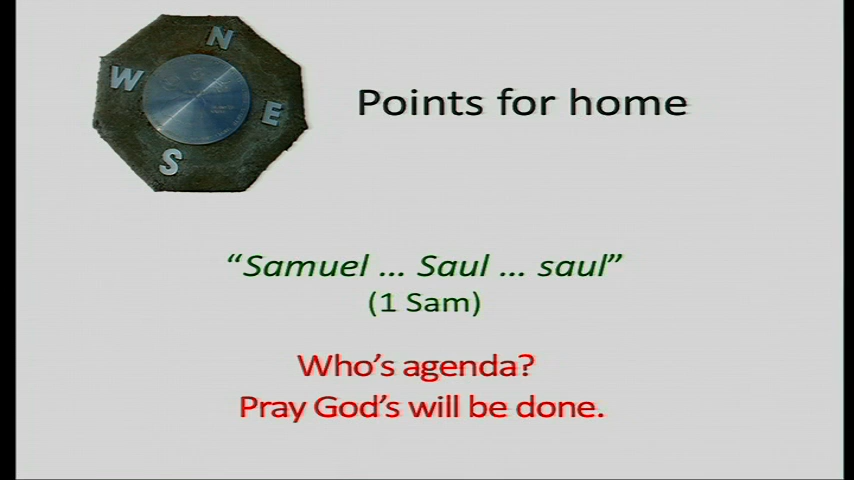 N
W
E
S
Points for home
“Samuel ... Saul ... saul”
(1 Sam)
Who’s agenda?
Pray God’s will be done.